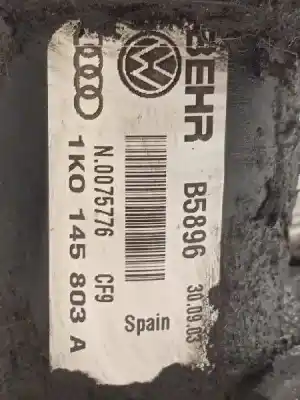 BEHR B5896 30.09.03
Spain
N.0075776 CF9
1K0 145 803 A